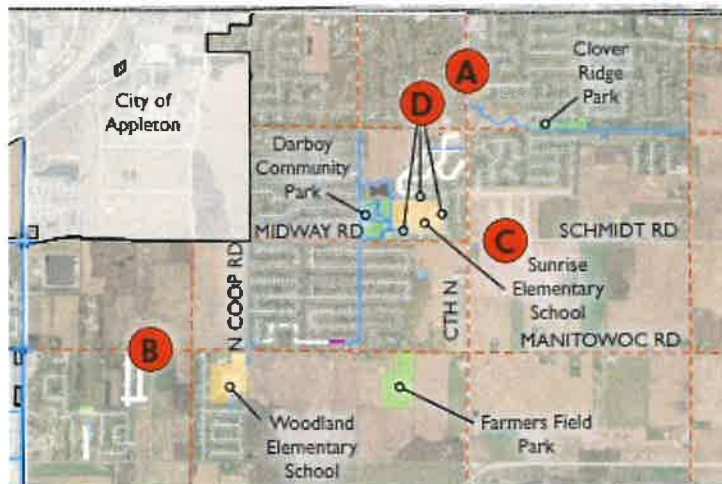 A
Clover
Ridge
Park
City of
Appleton
D
Darboy
Community
Park
MIDWAY RD
C
SCHMIDT RD
Sunrise
Elementary
School
N COOP RD
CTH N
MANITOWOC RD
B
Woodland
Elementary
School
Farmers Field
Park